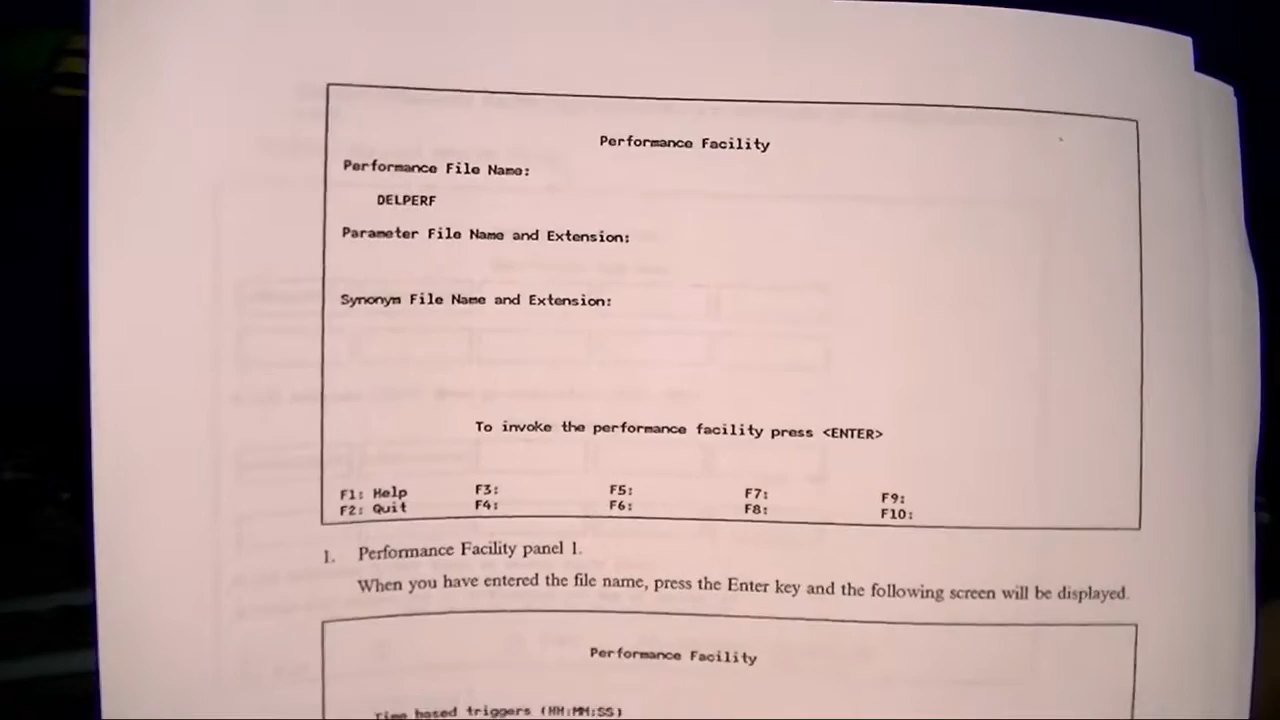 Performance Facility
Performance File Name:
DELPERF
Parameter File Name and Extension:
Synonym File Name and Extension:
To invoke the performance facility press <ENTER>
F1: Help F3: F5: F7: F9:
F2: Quit F4: F6: F8: F10:
1. Performance Facility panel 1.
When you have entered the file name, press the Enter key and the following screen will be displayed.
Performance Facility
Time based triggers (HH:MM:SS)